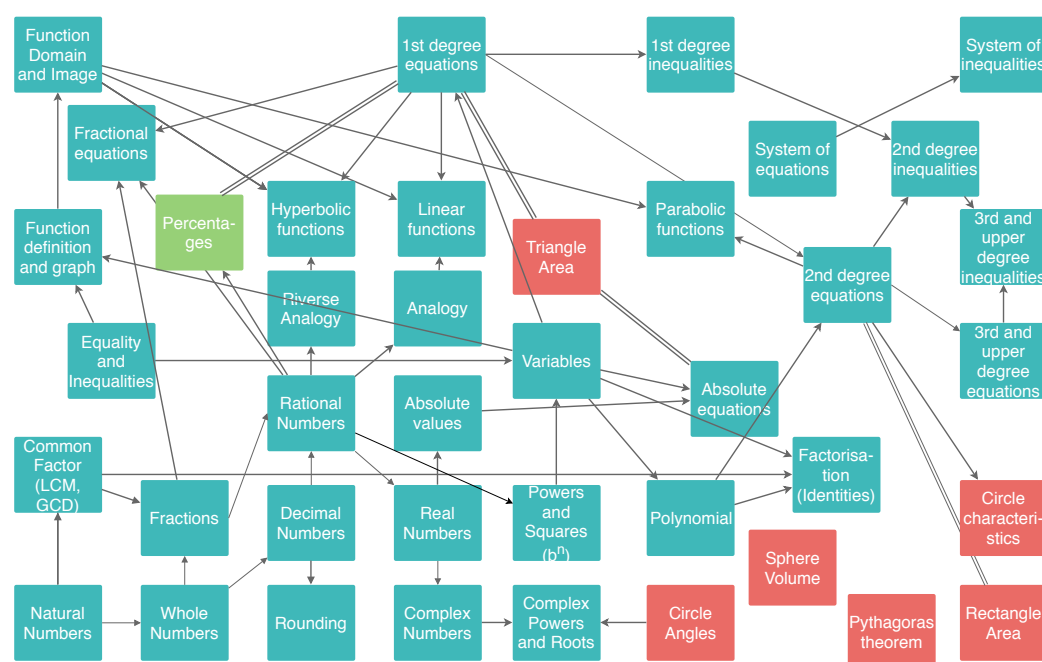 Function
Domain
and Image
1st degree
equations
1st degree
inequalities
System of
inequalities
Fractional
equations
System of
equations
2nd degree
inequalities
Percenta-
ges
Hyperbolic
functions
Linear
functions
Parabolic
functions
Function
definition
and graph
Triangle
Area
3rd and
upper
degree
inequalities
2nd degree
equations
Riverse
Analogy
Analogy
Equality and
Inequalities
Variables
3rd and
upper
degree
equations
Rational
Numbers
Absolute
values
Absolute
equations
Common
Factor
(LCM,
GCD)
Factorisa-
tion
(Identities)
Fractions
Decimal
Numbers
Real
Numbers
Powers
and
Squares
(bⁿ)
Polynomial
Circle
characteri-
stics
Sphere
Volume
Natural
Numbers
Whole
Numbers
Rounding
Complex
Numbers
Complex
Powers
and Roots
Circle
Angles
Pythagoras
theorem
Rectangle
Area